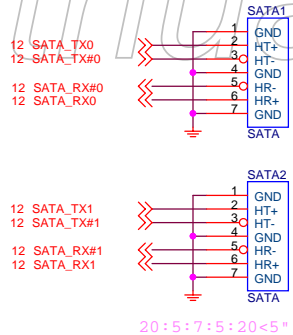 SATA1
1 GND
12 SATA_TX0 2 HT+
12 SATA_TX#0 3 HT-
4 GND
12 SATA_RX#0 5 HR-
12 SATA_RX0 6 HR+
7 GND
SATA
SATA2
1 GND
12 SATA_TX1 2 HT+
12 SATA_TX#1 3 HT-
4 GND
12 SATA_RX#1 5 HR-
12 SATA_RX1 6 HR+
7 GND
SATA
20:5:7:5:20<5"